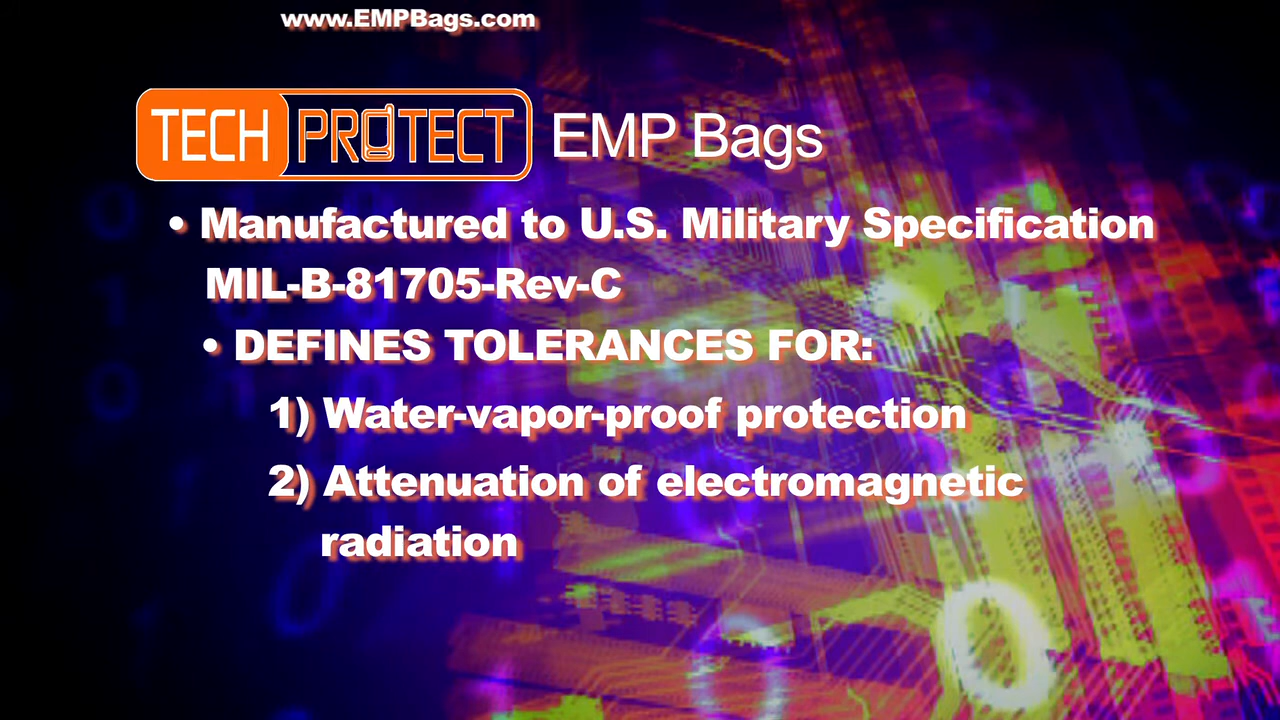 www.EMPBags.com
TECH PROTECT EMP Bags
• Manufactured to U.S. Military Specification
MIL-B-81705-Rev-C
• DEFINES TOLERANCES FOR:
1) Water-vapor-proof protection
2) Attenuation of electromagnetic
radiation